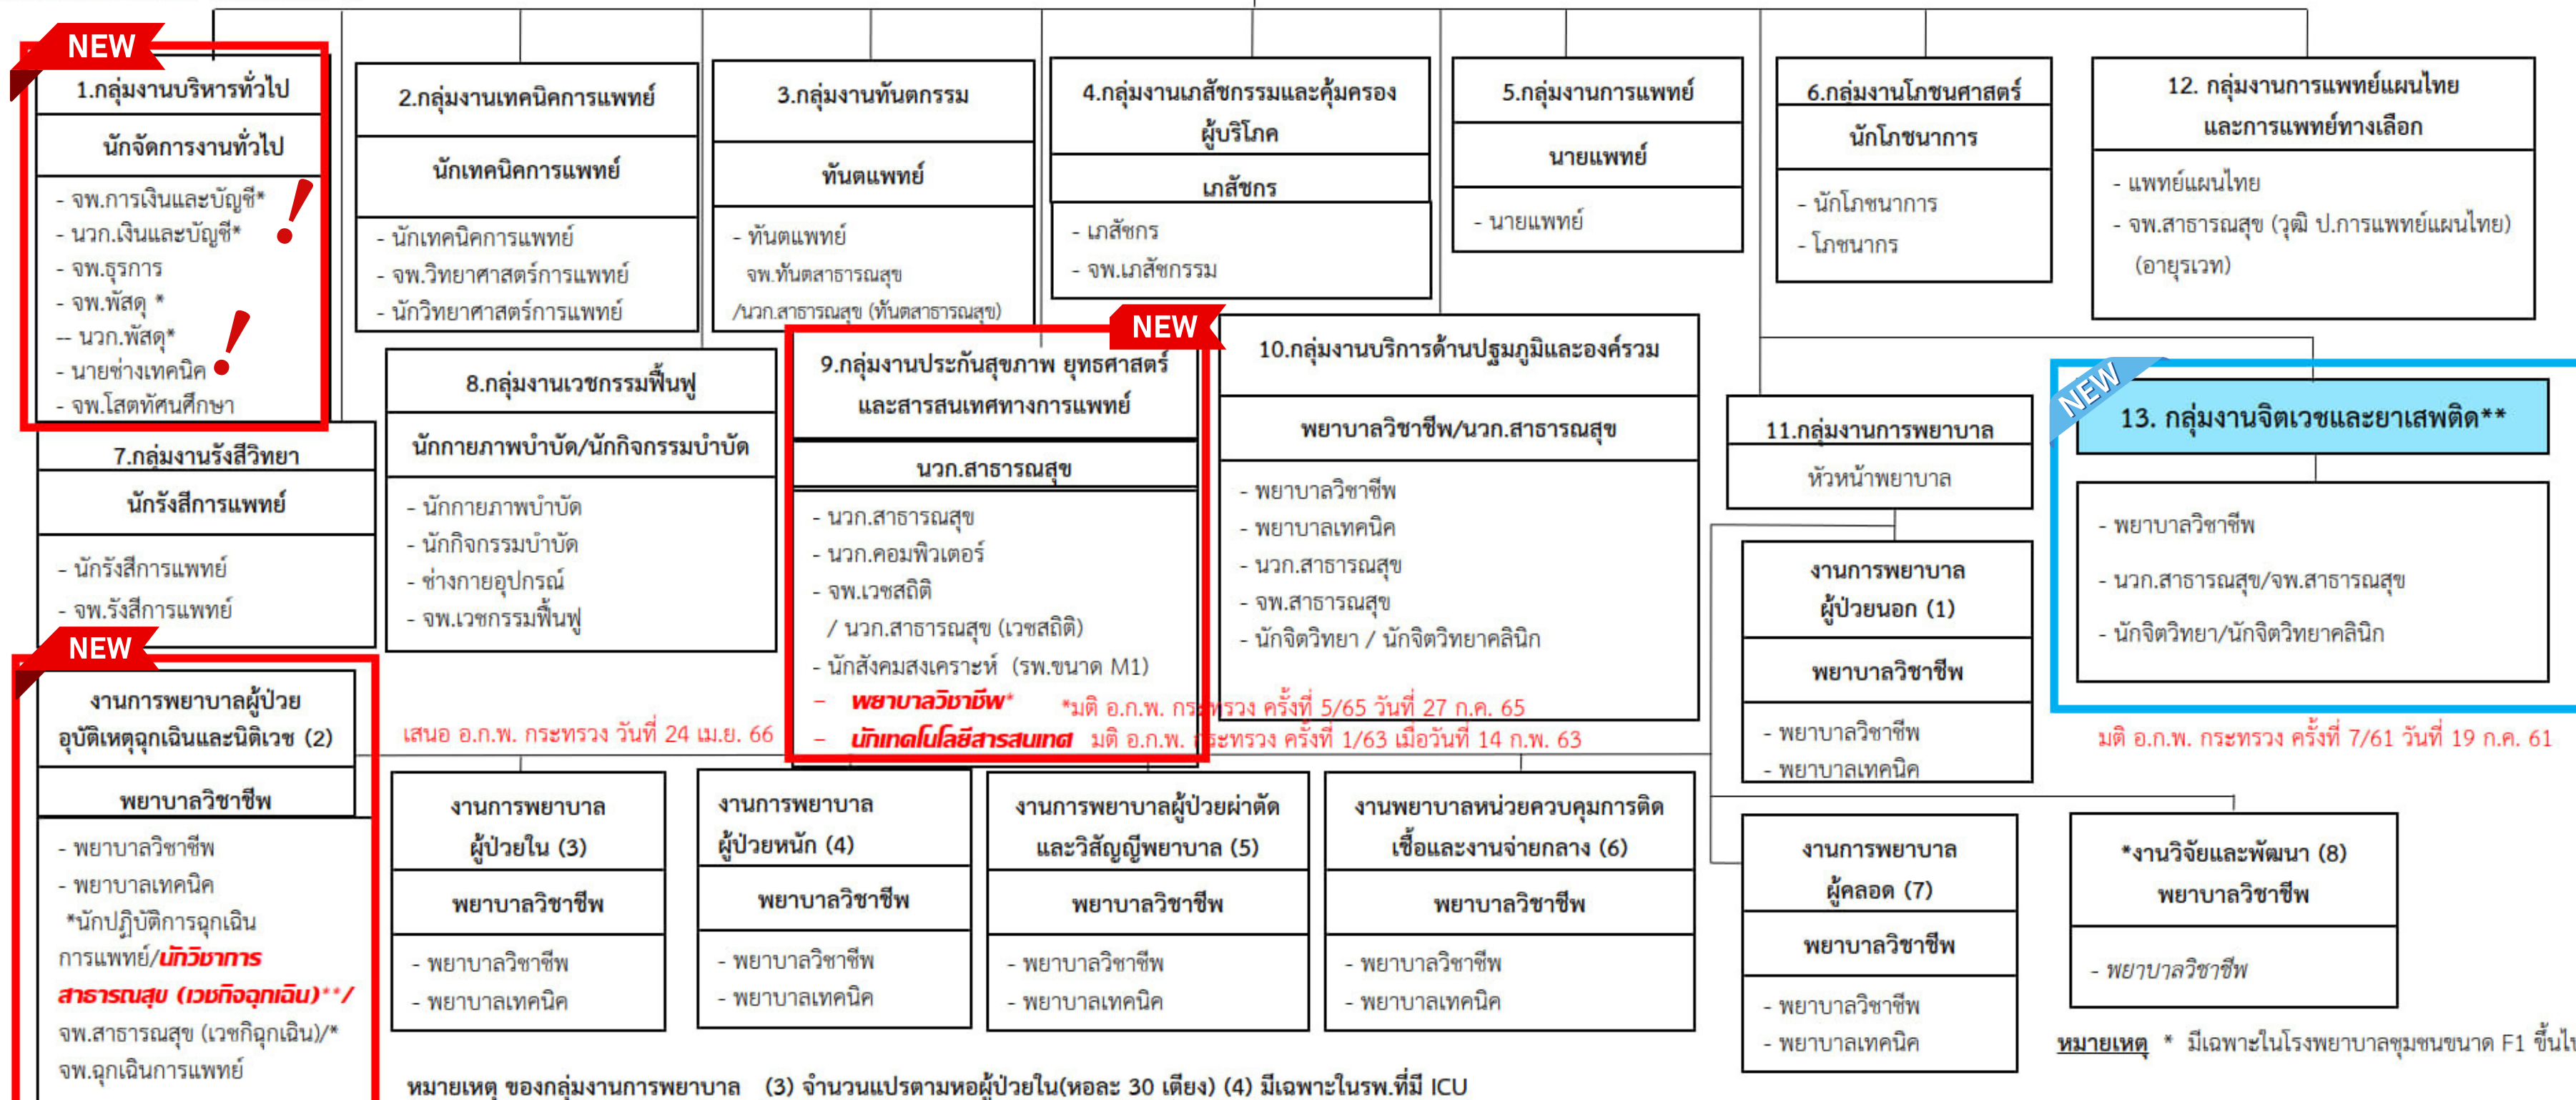 NEW
1.กลุ่มงานบริหารทั่วไป
นักจัดการงานทั่วไป
- จพ.การเงินและบัญชี*
- นวก.เงินและบัญชี*
- จพ.ธุรการ
- จพ.พัสดุ *
-- นวก.พัสดุ*
- นายช่างเทคนิค
- จพ.โสตทัศนศึกษา
2.กลุ่มงานเทคนิคการแพทย์
นักเทคนิคการแพทย์
- นักเทคนิคการแพทย์
- จพ.วิทยาศาสตร์การแพทย์
- นักวิทยาศาสตร์การแพทย์
3.กลุ่มงานทันตกรรม
ทันตแพทย์
- ทันตแพทย์
จพ.ทันตสาธารณสุข
/นวก.สาธารณสุข (ทันตสาธารณสุข)
4.กลุ่มงานเภสัชกรรมและคุ้มครอง
ผู้บริโภค
เภสัชกร
- เภสัชกร
- จพ.เภสัชกรรม
5.กลุ่มงานการแพทย์
นายแพทย์
- นายแพทย์
6.กลุ่มงานโภชนศาสตร์
นักโภชนาการ
- นักโภชนาการ
- โภชนากร
12. กลุ่มงานการแพทย์แผนไทย
และการแพทย์ทางเลือก
- แพทย์แผนไทย
- จพ.สาธารณสุข (วุฒิ ป.การแพทย์แผนไทย)
(อายุรเวท)
7.กลุ่มงานรังสีวิทยา
นักรังสีการแพทย์
- นักรังสีการแพทย์
- จพ.รังสีการแพทย์
8.กลุ่มงานเวชกรรมฟื้นฟู
นักกายภาพบำบัด/นักกิจกรรมบำบัด
- นักกายภาพบำบัด
- นักกิจกรรมบำบัด
- ช่างกายอุปกรณ์
- จพ.เวชกรรมฟื้นฟู
NEW
9.กลุ่มงานประกันสุขภาพ ยุทธศาสตร์
และสารสนเทศทางการแพทย์
นวก.สาธารณสุข
- นวก.สาธารณสุข
- นวก.คอมพิวเตอร์
- จพ.เวชสถิติ
/ นวก.สาธารณสุข (เวชสถิติ)
- นักสังคมสงเคราะห์ (รพ.ขนาด M1)
- พยาบาลวิชาชีพ* *มติ อ.ก.พ. กระทรวง ครั้งที่ 5/65 วันที่ 27 ก.ค. 65
- นักเทคโนโลยีสารสนเทศ มติ อ.ก.พ. กระทรวง ครั้งที่ 1/63 เมื่อวันที่ 14 ก.พ. 63
10.กลุ่มงานบริการด้านปฐมภูมิและองค์รวม
พยาบาลวิชาชีพ/นวก.สาธารณสุข
- พยาบาลวิชาชีพ
- พยาบาลเทคนิค
- นวก.สาธารณสุข
- จพ.สาธารณสุข
- นักจิตวิทยา / นักจิตวิทยาคลินิก
11.กลุ่มงานการพยาบาล
หัวหน้าพยาบาล
งานการพยาบาล
ผู้ป่วยนอก (1)
พยาบาลวิชาชีพ
- พยาบาลวิชาชีพ
- พยาบาลเทคนิค
NEW
13. กลุ่มงานจิตเวชและยาเสพติด**
- พยาบาลวิชาชีพ
- นวก.สาธารณสุข/จพ.สาธารณสุข
- นักจิตวิทยา/นักจิตวิทยาคลินิก
มติ อ.ก.พ. กระทรวง ครั้งที่ 7/61 วันที่ 19 ก.ค. 61
NEW
งานการพยาบาลผู้ป่วย
อุบัติเหตุฉุกเฉินและนิติเวช (2)
พยาบาลวิชาชีพ
- พยาบาลวิชาชีพ
- พยาบาลเทคนิค
*นักปฏิบัติการฉุกเฉิน
การแพทย์/นักวิชาการ
สาธารณสุข (เวชกิจฉุกเฉิน)**/
จพ.สาธารณสุข (เวชกิฉุกเฉิน)/*
จพ.ฉุกเฉินการแพทย์
เสนอ อ.ก.พ. กระทรวง วันที่ 24 เม.ย. 66
งานการพยาบาล
ผู้ป่วยใน (3)
พยาบาลวิชาชีพ
- พยาบาลวิชาชีพ
- พยาบาลเทคนิค
งานการพยาบาล
ผู้ป่วยหนัก (4)
พยาบาลวิชาชีพ
- พยาบาลวิชาชีพ
- พยาบาลเทคนิค
งานการพยาบาลผู้ป่วยผ่าตัด
และวิสัญญีพยาบาล (5)
พยาบาลวิชาชีพ
- พยาบาลวิชาชีพ
- พยาบาลเทคนิค
งานพยาบาลหน่วยควบคุมการติด
เชื้อและงานจ่ายกลาง (6)
พยาบาลวิชาชีพ
- พยาบาลวิชาชีพ
- พยาบาลเทคนิค
งานการพยาบาล
ผู้คลอด (7)
พยาบาลวิชาชีพ
- พยาบาลวิชาชีพ
- พยาบาลเทคนิค
*งานวิจัยและพัฒนา (8)
พยาบาลวิชาชีพ
- พยาบาลวิชาชีพ
หมายเหตุ * มีเฉพาะในโรงพยาบาลชุมชนขนาด F1 ขึ้นไป
หมายเหตุ ของกลุ่มงานการพยาบาล (3) จำนวนแปรตามหอผู้ป่วยใน(หอละ 30 เตียง) (4) มีเฉพาะในรพ.ที่มี ICU